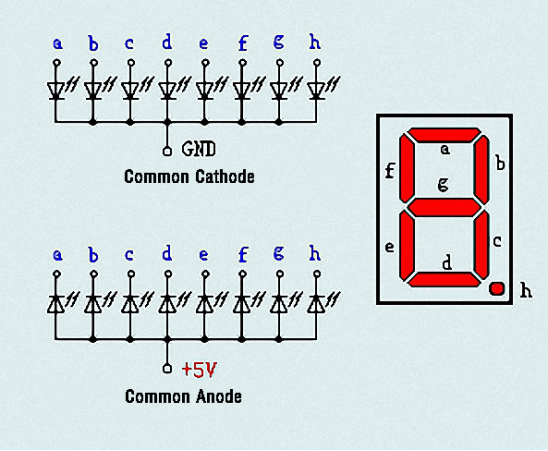 a b c d e f g h
GND
Common Cathode
a
b
f
g
c
e
d
h
a b c d e f g h
+5V
Common Anode